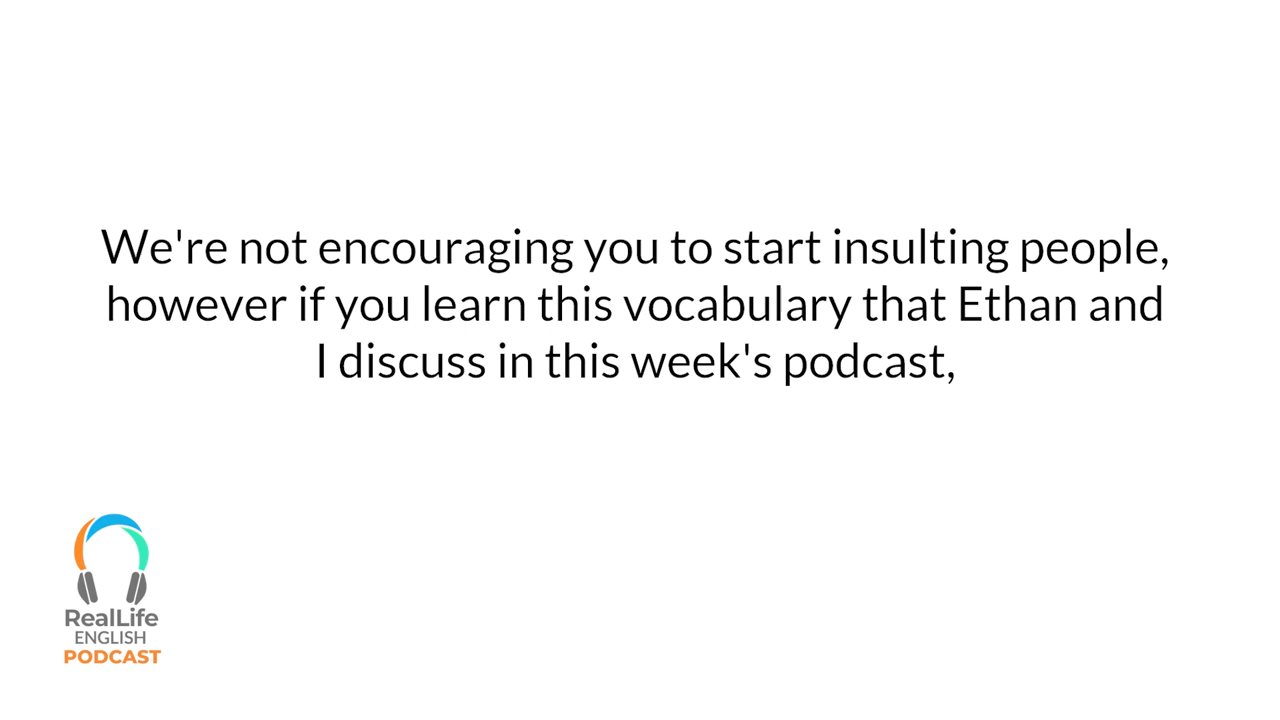 We're not encouraging you to start insulting people,
however if you learn this vocabulary that Ethan and
I discuss in this week's podcast,
RealLife
ENGLISH
PODCAST